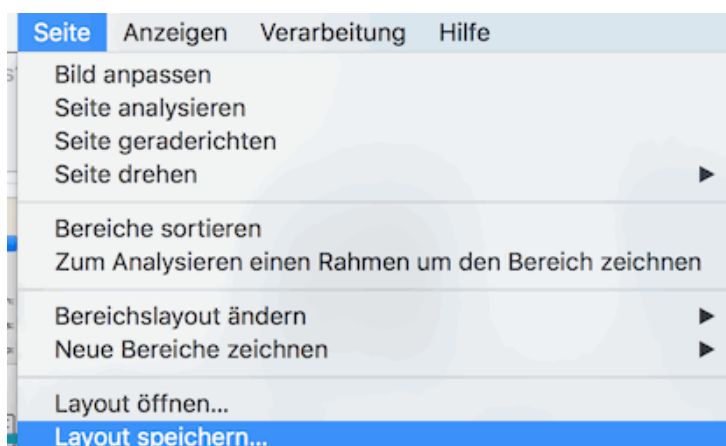 Seite Anzeigen Verarbeitung Hilfe
Bild anpassen
Seite analysieren
Seite geraderichten
Seite drehen
Bereiche sortieren
Zum Analysieren einen Rahmen um den Bereich zeichnen
Bereichslayout ändern
Neue Bereiche zeichnen
Layout öffnen...
Layout speichern...